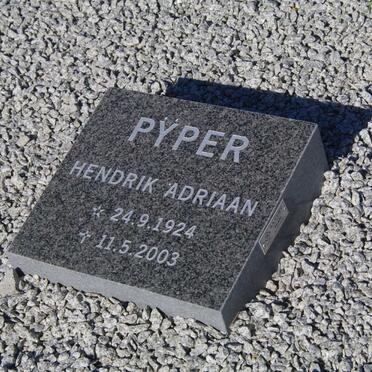 PYPER
HENDRIK ADRIAAN
☆ 24.9.1924
✝ 11.5.2003